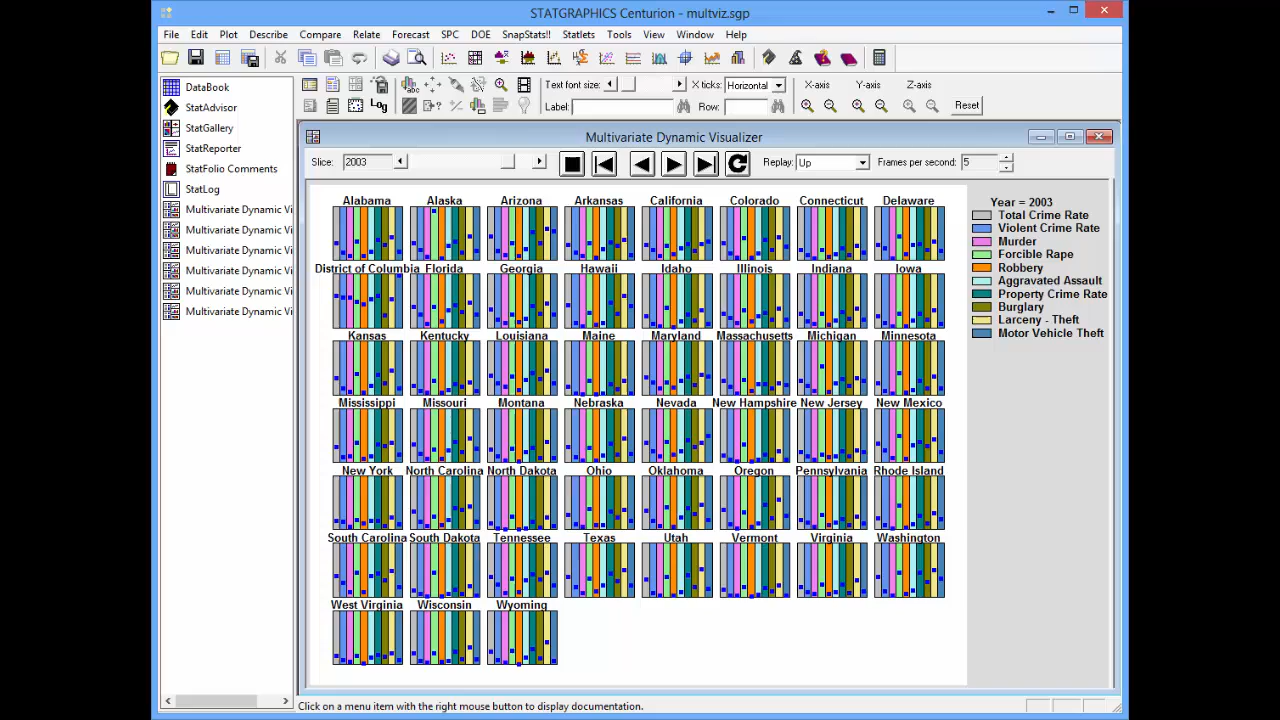 STATGRAPHICS Centurion - multviz.sgp
File Edit Plot Describe Compare Relate Forecast SPC DOE SnapStats!! Statlets Tools View Window Help
Text font size: X ticks: Horizontal X-axis Y-axis Z-axis
Log Label: Row: Reset
DataBook
StatAdvisor
StatGallery
StatReporter
StatFolio Comments
StatLog
Multivariate Dynamic Vi
Multivariate Dynamic Vi
Multivariate Dynamic Vi
Multivariate Dynamic Vi
Multivariate Dynamic Vi
Multivariate Dynamic Vi
Multivariate Dynamic Visualizer
Slice: 2003 Replay: Up Frames per second: 5
Alabama Alaska Arizona Arkansas California Colorado Connecticut Delaware
District of Columbia Florida Georgia Hawaii Idaho Illinois Indiana Iowa
Kansas Kentucky Louisiana Maine Maryland Massachusetts Michigan Minnesota
Mississippi Missouri Montana Nebraska Nevada New Hampshire New Jersey New Mexico
New York North Carolina North Dakota Ohio Oklahoma Oregon Pennsylvania Rhode Island
South Carolina South Dakota Tennessee Texas Utah Vermont Virginia Washington
West Virginia Wisconsin Wyoming
Year = 2003
Total Crime Rate
Violent Crime Rate
Murder
Forcible Rape
Robbery
Aggravated Assault
Property Crime Rate
Burglary
Larceny - Theft
Motor Vehicle Theft
Click on a menu item with the right mouse button to display documentation.